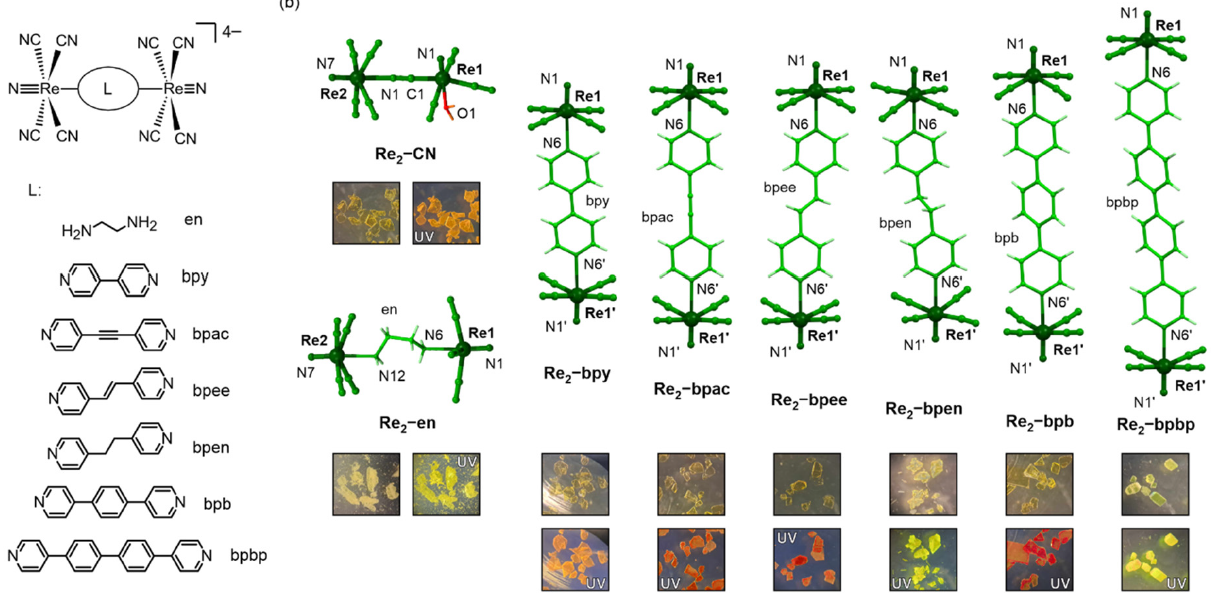 (b)
NC CN NC CN 4–
N≡Re L Re≡N
NC CN NC CN
L:
H2N NH2 en
N N bpy
N N bpac
N N bpee
N N bpen
N N bpb
N N bpbp
N7 N1 Re1
Re2 N1 C1 O1
Re2–CN
UV
en
Re2 N6 Re1
N7 N12 N1
Re2–en
UV
N1
Re1
N6
bpy
N6'
Re1'
N1'
Re2–bpy
UV
N1
Re1
N6
bpac
N6'
Re1'
N1'
Re2–bpac
UV
N1
Re1
N6
bpee
N6'
Re1'
N1'
Re2–bpee
UV
N1
Re1
N6
bpen
N6'
Re1'
N1'
Re2–bpen
UV
N1
Re1
N6
bpb
N6'
Re1'
N1'
Re2–bpb
UV
N1
Re1
N6
bpbp
N6'
Re1'
N1'
Re2–bpbp
UV